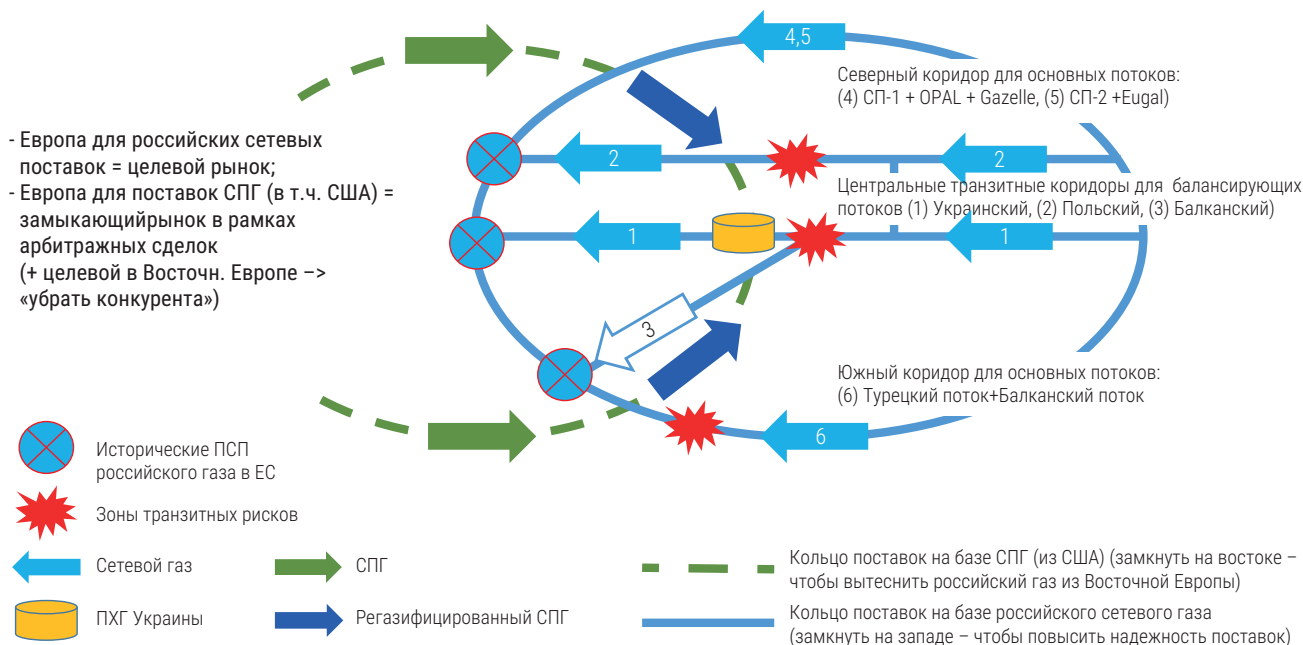 4,5
Северный коридор для основных потоков:
(4) СП-1 + OPAL + Gazelle, (5) СП-2 +Eugal)
- Европа для российских сетевых
поставок = целевой рынок;
- Европа для поставок СПГ (в т.ч. США) =
замыкающийрынок в рамках
арбитражных сделок
(+ целевой в Восточн. Европе –>
«убрать конкурента»)
2
2
Центральные транзитные коридоры для балансирующих
потоков (1) Украинский, (2) Польский, (3) Балканский)
1
1
3
Южный коридор для основных потоков:
(6) Турецкий поток+Балканский поток
6
Исторические ПСП
российского газа в ЕС
Зоны транзитных рисков
Сетевой газ
СПГ
ПХГ Украины
Регазифицированный СПГ
Кольцо поставок на базе СПГ (из США) (замкнуть на востоке –
чтобы вытеснить российский газ из Восточной Европы)
Кольцо поставок на базе российского сетевого газа
(замкнуть на западе – чтобы повысить надежность поставок)